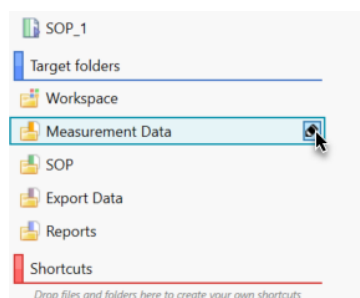 SOP_1
Target folders
Workspace
Measurement Data
SOP
Export Data
Reports
Shortcuts
Drop files and folders here to create your own shortcuts